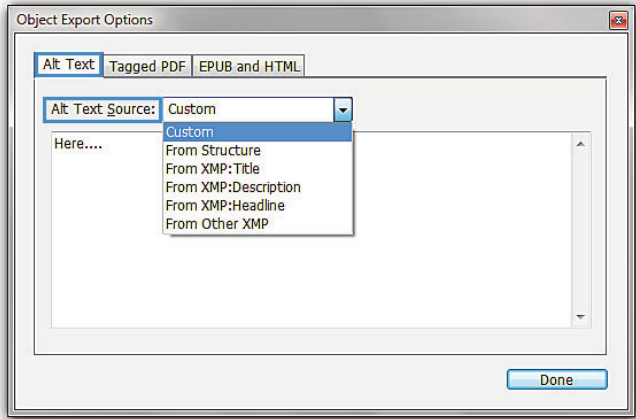 Object Export Options
Alt Text Tagged PDF EPUB and HTML
Alt Text Source: Custom
Custom
Here....
From Structure
From XMP:Title
From XMP:Description
From XMP:Headline
From Other XMP
Done